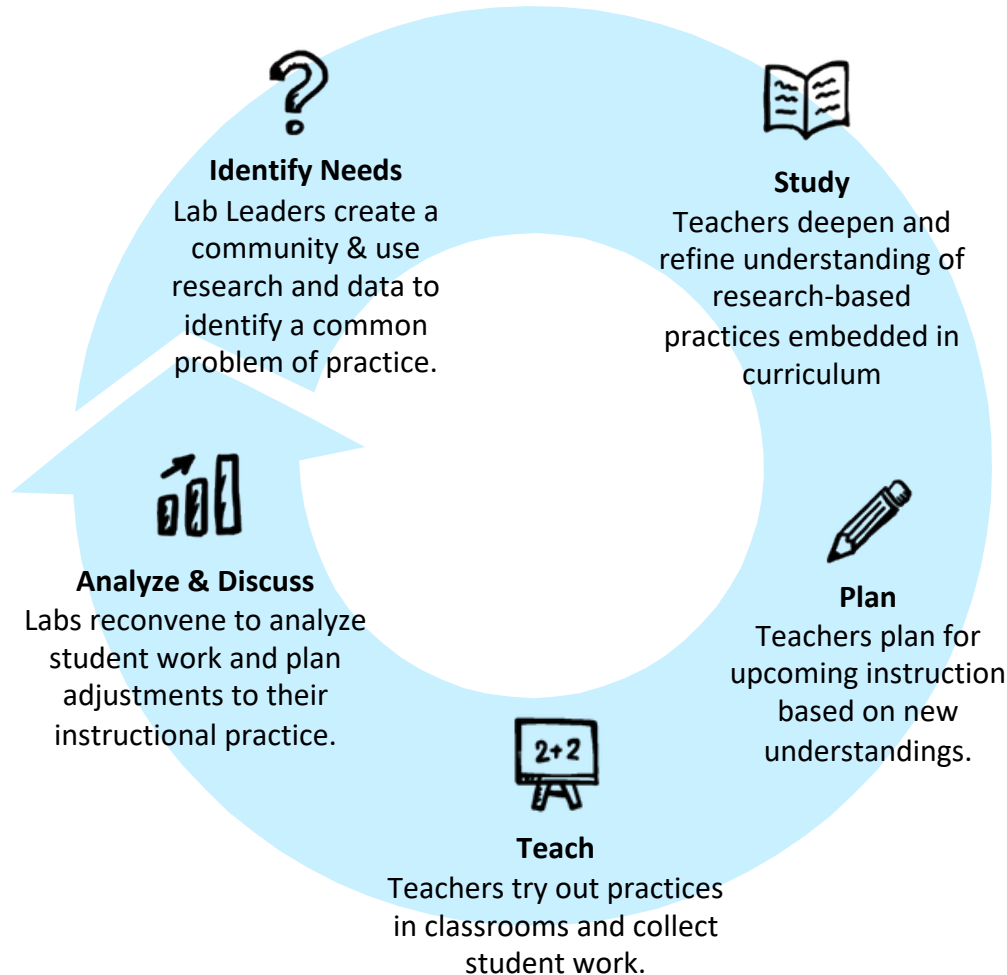 Identify Needs
Lab Leaders create a
community & use
research and data to
identify a common
problem of practice.
Study
Teachers deepen and
refine understanding of
research-based
practices embedded in
curriculum
Plan
Teachers plan for
upcoming instruction
based on new
understandings.
2+2
Teach
Teachers try out practices
in classrooms and collect
student work.
Analyze & Discuss
Labs reconvene to analyze
student work and plan
adjustments to their
instructional practice.